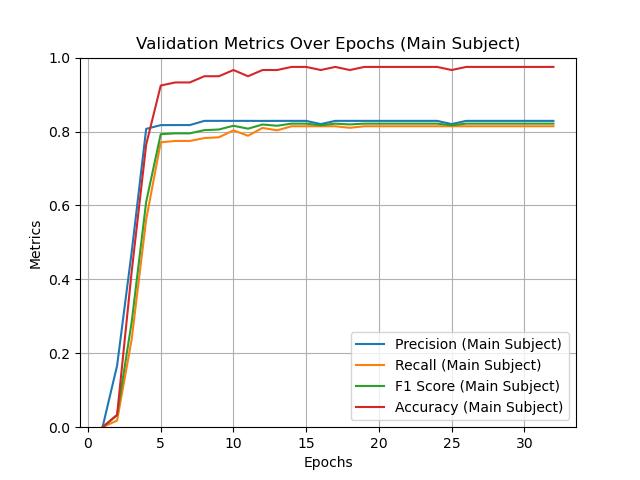 Validation Metrics Over Epochs (Main Subject)
1.0
0.8
0.6
0.4
0.2
0.0
Metrics
0 5 10 15 20 25 30
Epochs
Precision (Main Subject)
Recall (Main Subject)
F1 Score (Main Subject)
Accuracy (Main Subject)